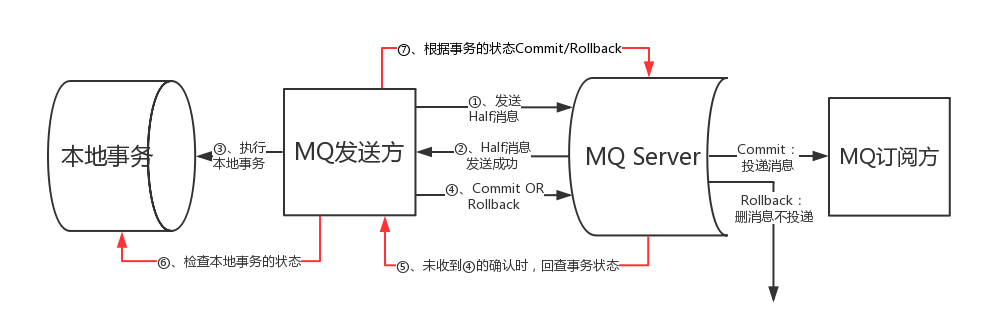 ⑦、根据事务的状态Commit/Rollback
①、发送
Half消息
本地事务
③、执行
本地事务
MQ发送方
②、Half消息
发送成功
MQ Server
Commit：
投递消息
MQ订阅方
④、Commit OR
Rollback
Rollback：
删消息不投递
⑥、检查本地事务的状态
⑤、未收到④的确认时，回查事务状态